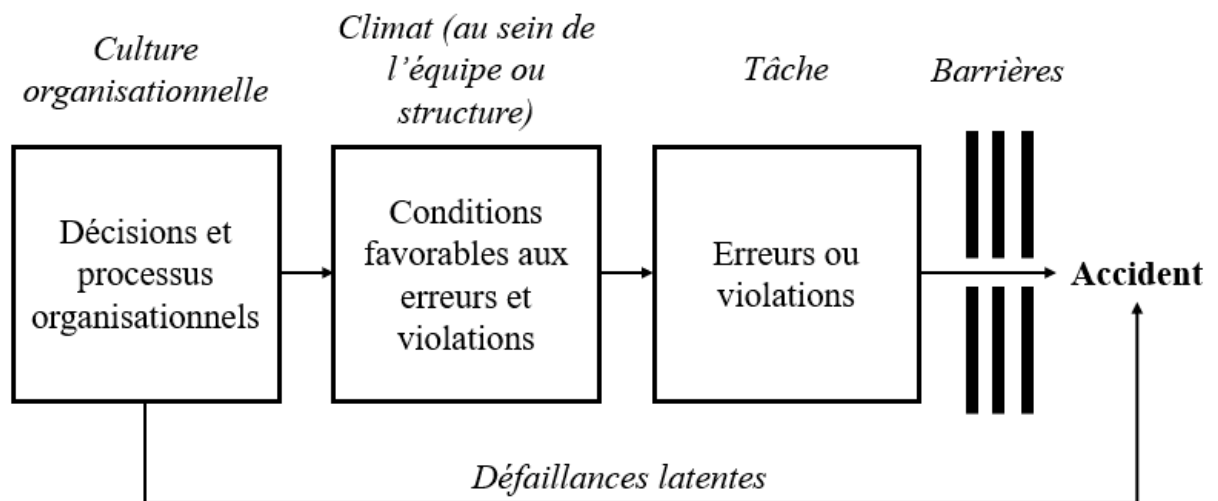 Culture
organisationnelle
Climat (au sein de
l’équipe ou
structure)
Tâche
Barrières
Décisions et
processus
organisationnels
Conditions
favorables aux
erreurs et
violations
Erreurs ou
violations
Accident
Défaillances latentes